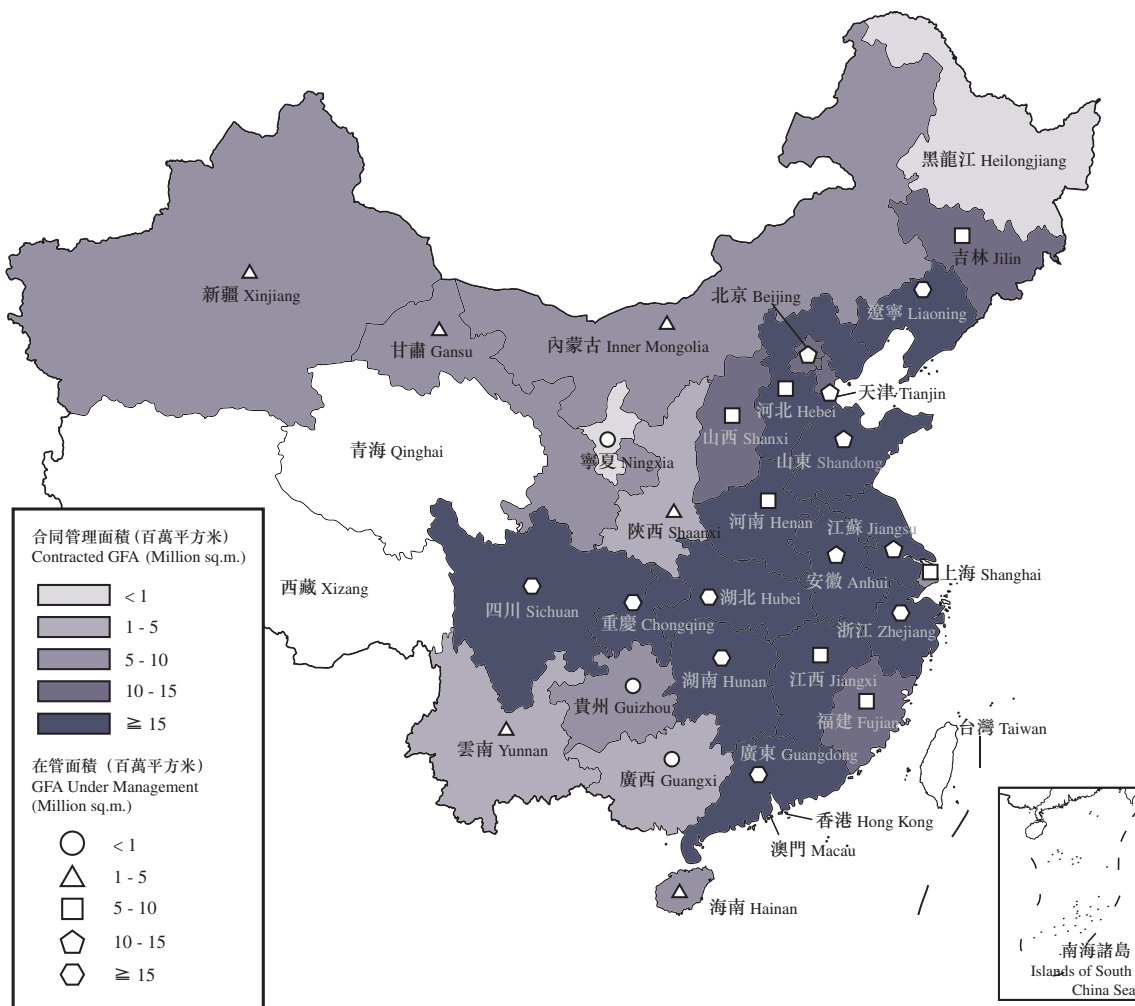 黑龍江 Heilongjiang
吉林 Jilin
遼寧 Liaoning
北京 Beijing
新疆 Xinjiang
甘肅 Gansu
內蒙古 Inner Mongolia
天津 Tianjin
河北 Hebei
山西 Shanxi
青海 Qinghai
寧夏 Ningxia
山東 Shandong
陝西 Shaanxi
河南 Henan
江蘇 Jiangsu
安徽 Anhui
上海 Shanghai
西藏 Xizang
四川 Sichuan
重慶 Chongqing
湖北 Hubei
浙江 Zhejiang
湖南 Hunan
江西 Jiangxi
貴州 Guizhou
福建 Fujian
雲南 Yunnan
台灣 Taiwan
廣西 Guangxi
廣東 Guangdong
香港 Hong Kong
澳門 Macau
海南 Hainan
合同管理面積 (百萬平方米)
Contracted GFA (Million sq.m.)
< 1
1 - 5
5 - 10
10 - 15
≧ 15
在管面積（百萬平方米）
GFA Under Management
(Million sq.m.)
< 1
1 - 5
5 - 10
10 - 15
≧ 15
南海諸島
Islands of South
China Sea